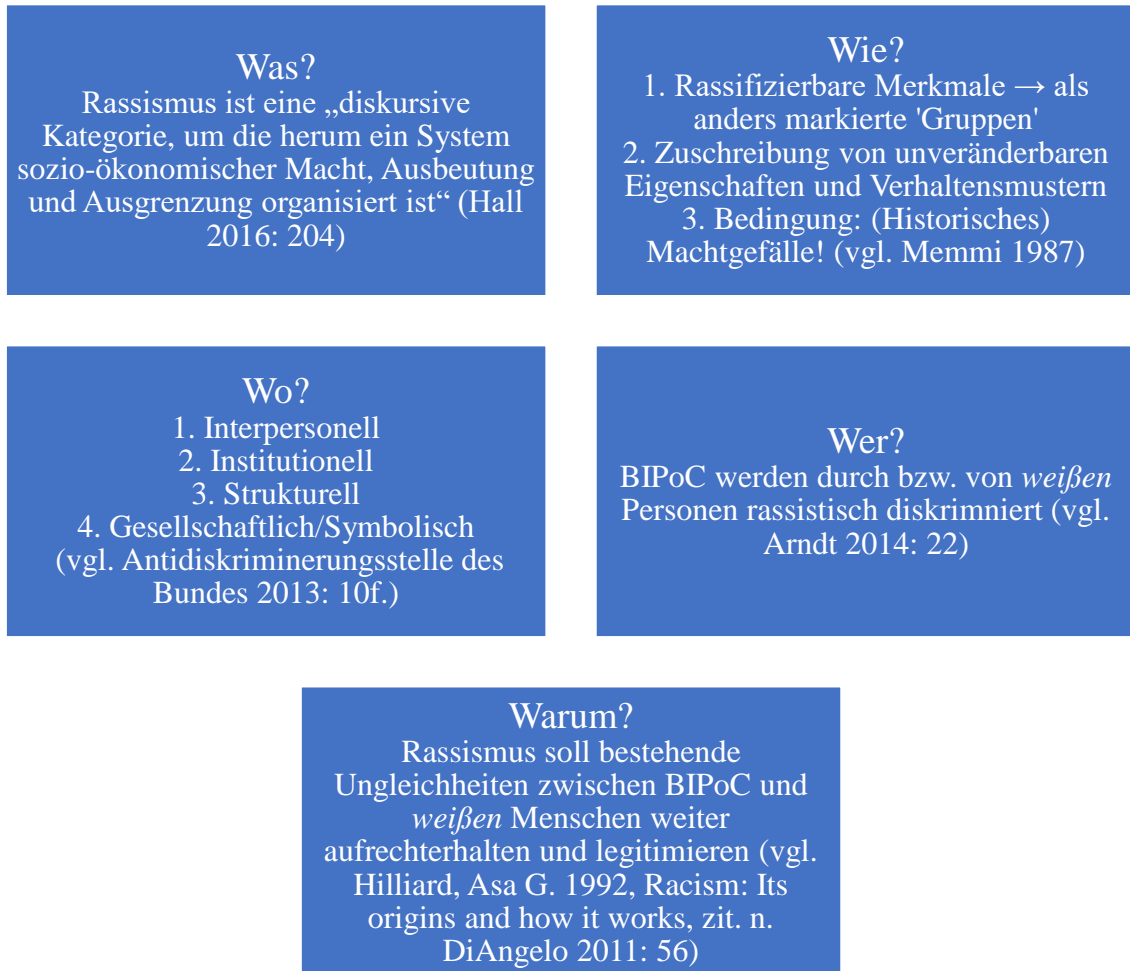 Was?
Rassismus ist eine „diskursive
Kategorie, um die herum ein System
sozio-ökonomischer Macht, Ausbeutung
und Ausgrenzung organisiert ist“ (Hall
2016: 204)
Wie?
1. Rassifizierbare Merkmale → als
anders markierte 'Gruppen'
2. Zuschreibung von unveränderbaren
Eigenschaften und Verhaltensmustern
3. Bedingung: (Historisches)
Machtgefälle! (vgl. Memmi 1987)
Wo?
1. Interpersonell
2. Institutionell
3. Strukturell
4. Gesellschaftlich/Symbolisch
(vgl. Antidiskriminerungsstelle des
Bundes 2013: 10f.)
Wer?
BIPoC werden durch bzw. von weißen
Personen rassistisch diskrimniert (vgl.
Arndt 2014: 22)
Warum?
Rassismus soll bestehende
Ungleichheiten zwischen BIPoC und
weißen Menschen weiter
aufrechterhalten und legitimieren (vgl.
Hilliard, Asa G. 1992, Racism: Its
origins and how it works, zit. n.
DiAngelo 2011: 56)